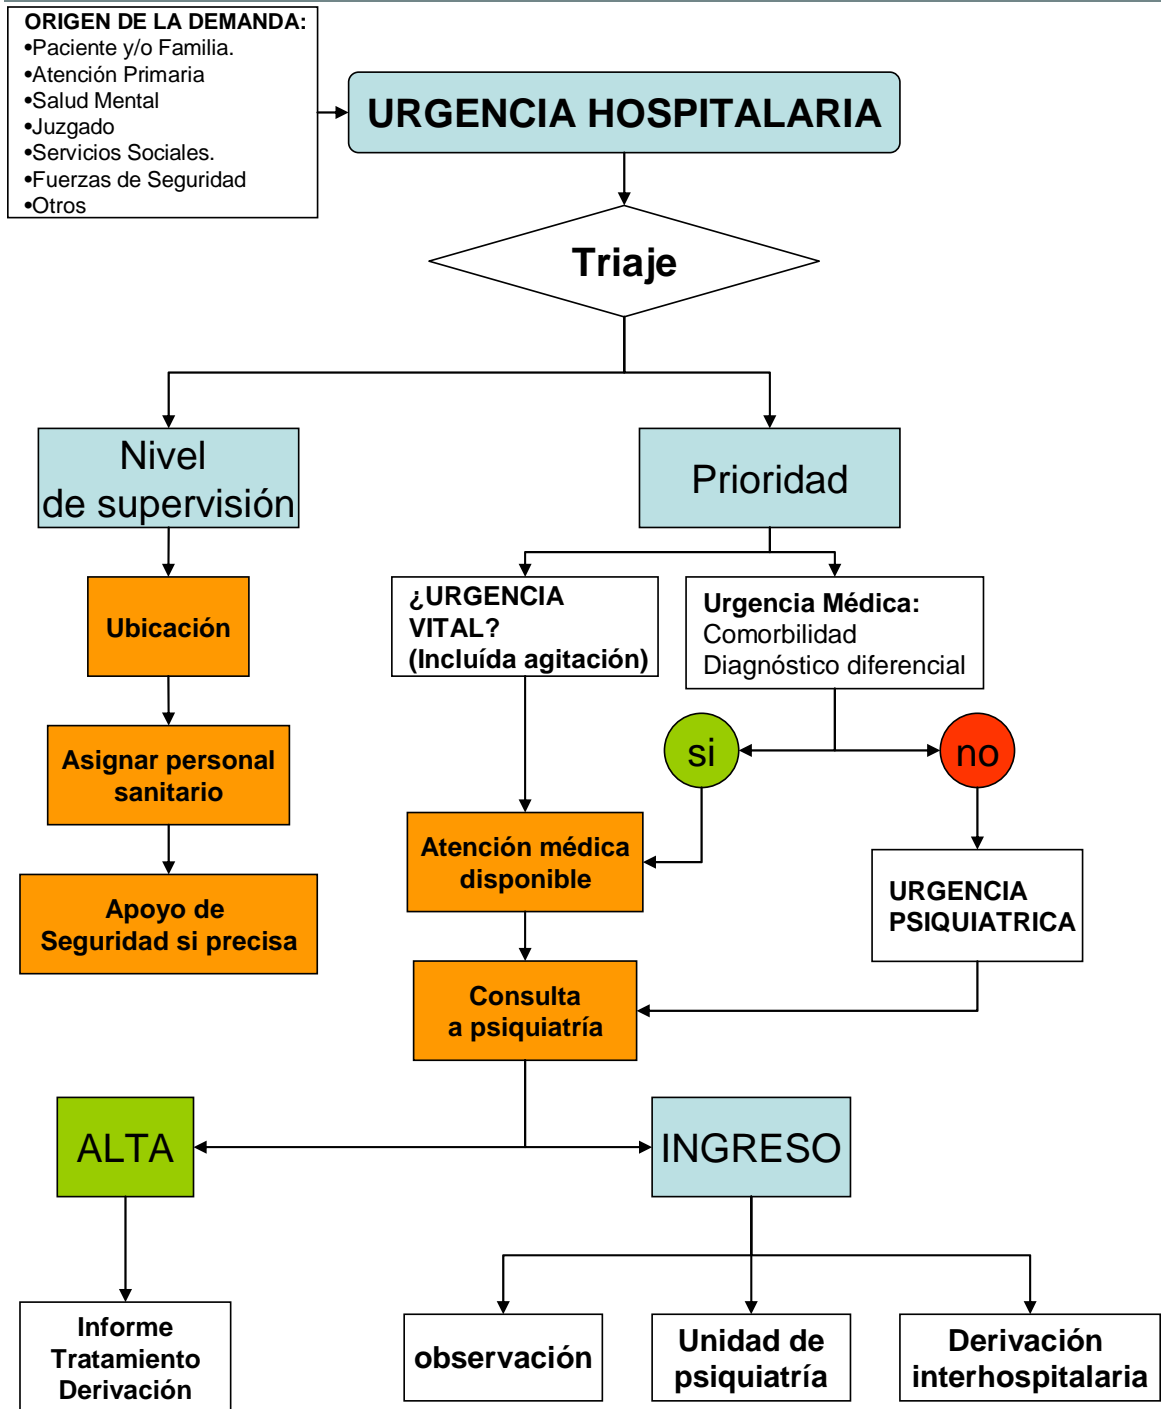 ORIGEN DE LA DEMANDA:
•Paciente y/o Familia.
•Atención Primaria
•Salud Mental
•Juzgado
•Servicios Sociales.
•Fuerzas de Seguridad
•Otros
URGENCIA HOSPITALARIA
Triaje
Nivel
de supervisión
Prioridad
Ubicación
¿URGENCIA
VITAL?
(Incluída agitación)
Urgencia Médica:
Comorbilidad
Diagnóstico diferencial
si
no
Asignar personal
sanitario
Atención médica
disponible
Apoyo de
Seguridad si precisa
URGENCIA
PSIQUIATRICA
Consulta
a psiquiatría
ALTA
INGRESO
Informe
Tratamiento
Derivación
observación
Unidad de
psiquiatría
Derivación
interhospitalaria